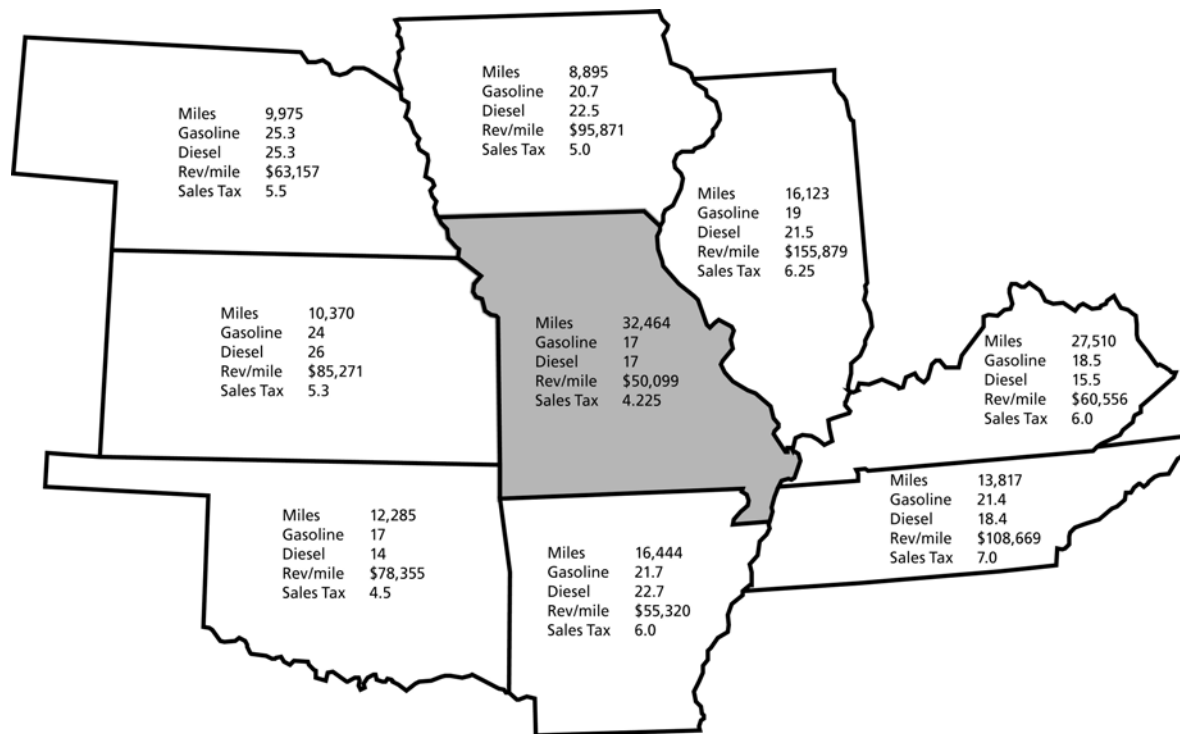 Miles 8,895
Gasoline 20.7
Diesel 22.5
Rev/mile $95,871
Sales Tax 5.0
Miles 9,975
Gasoline 25.3
Diesel 25.3
Rev/mile $63,157
Sales Tax 5.5
Miles 16,123
Gasoline 19
Diesel 21.5
Rev/mile $155,879
Sales Tax 6.25
Miles 10,370
Gasoline 24
Diesel 26
Rev/mile $85,271
Sales Tax 5.3
Miles 32,464
Gasoline 17
Diesel 17
Rev/mile $50,099
Sales Tax 4.225
Miles 27,510
Gasoline 18.5
Diesel 15.5
Rev/mile $60,556
Sales Tax 6.0
Miles 13,817
Gasoline 21.4
Diesel 18.4
Rev/mile $108,669
Sales Tax 7.0
Miles 12,285
Gasoline 17
Diesel 14
Rev/mile $78,355
Sales Tax 4.5
Miles 16,444
Gasoline 21.7
Diesel 22.7
Rev/mile $55,320
Sales Tax 6.0